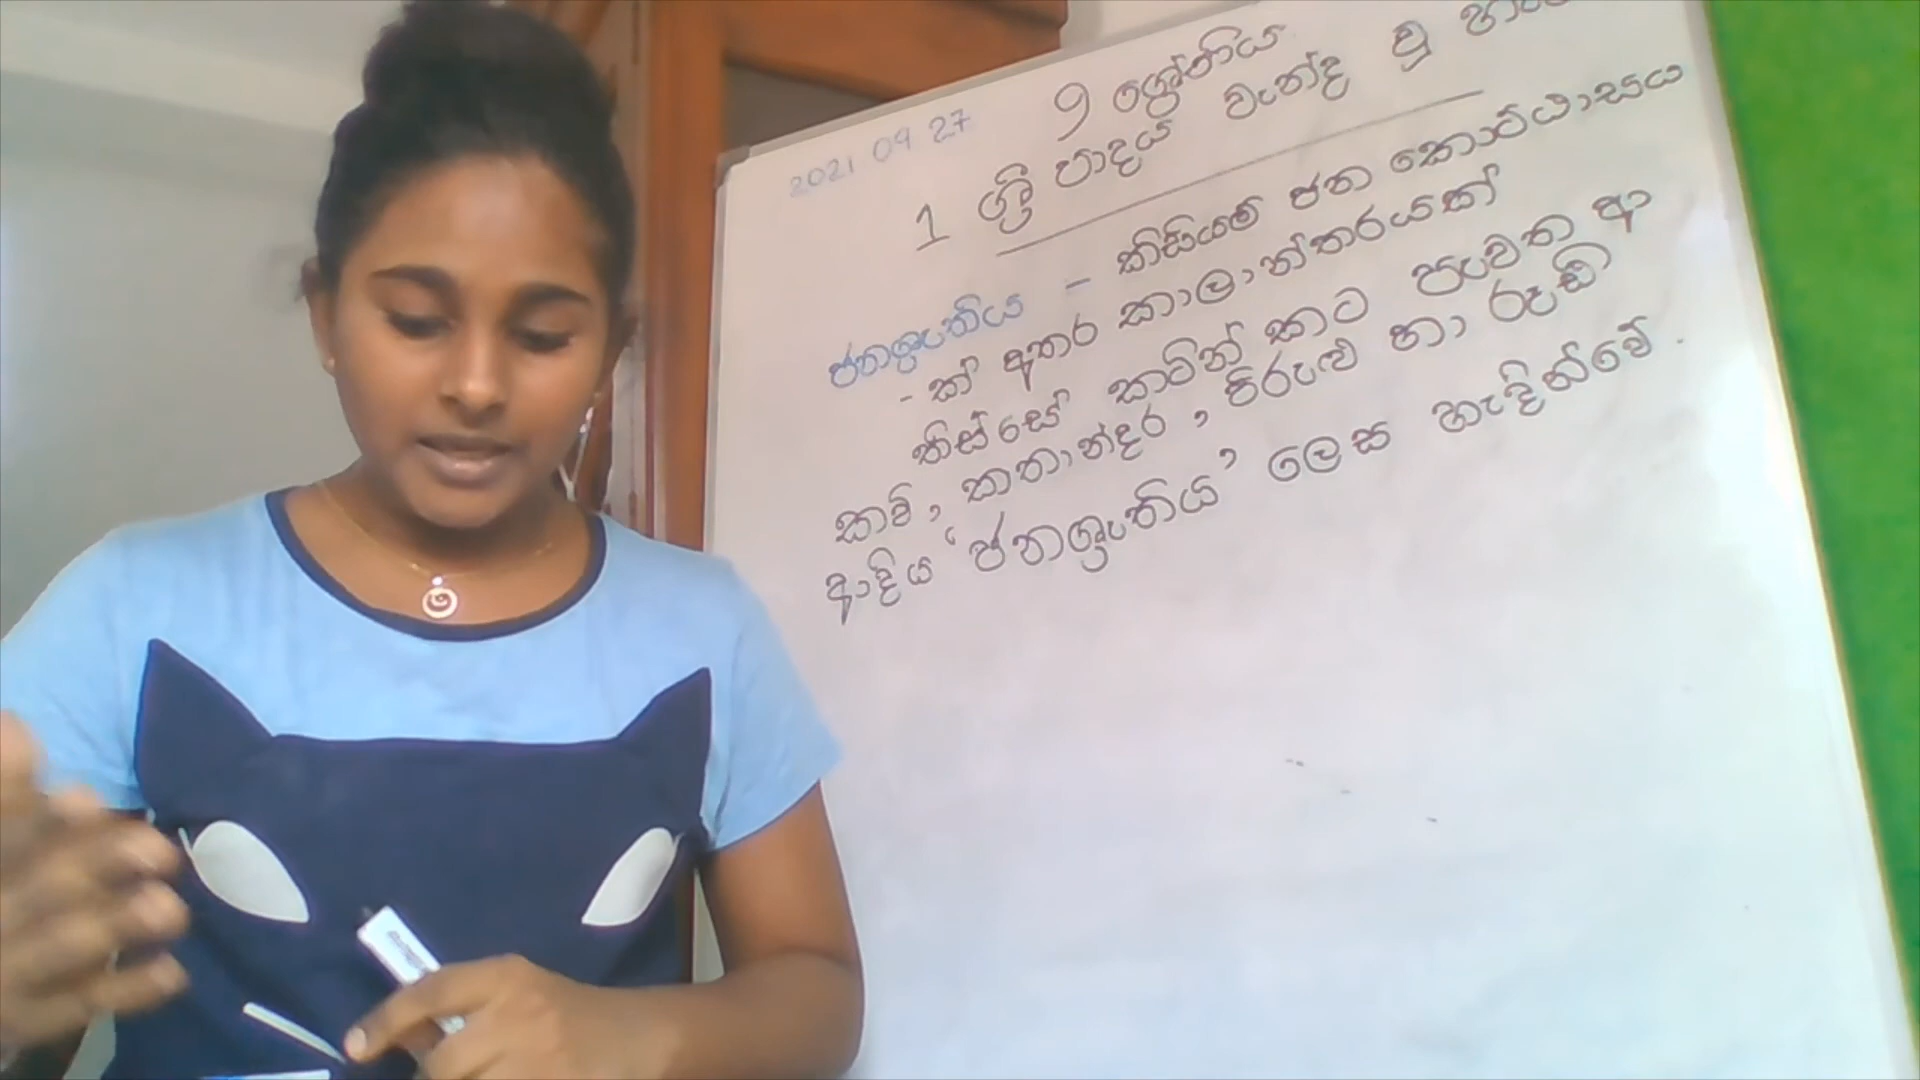 2021 09 27
9 ශ්‍රේණිය
1 ශ්‍රී පාදය වැන්ද වූ
ජනශ්‍රැතිය - කිසියම් ජන කොට්ඨාසය
- ක් අතර කාලාන්තරයක්
තිස්සේ කටින් කට පැවත ආ
කවි, කතාන්දර, පිරුළු හා රූඪි
ආදිය ‘ජනශ්‍රැතිය’ ලෙස හැඳින්වේ.